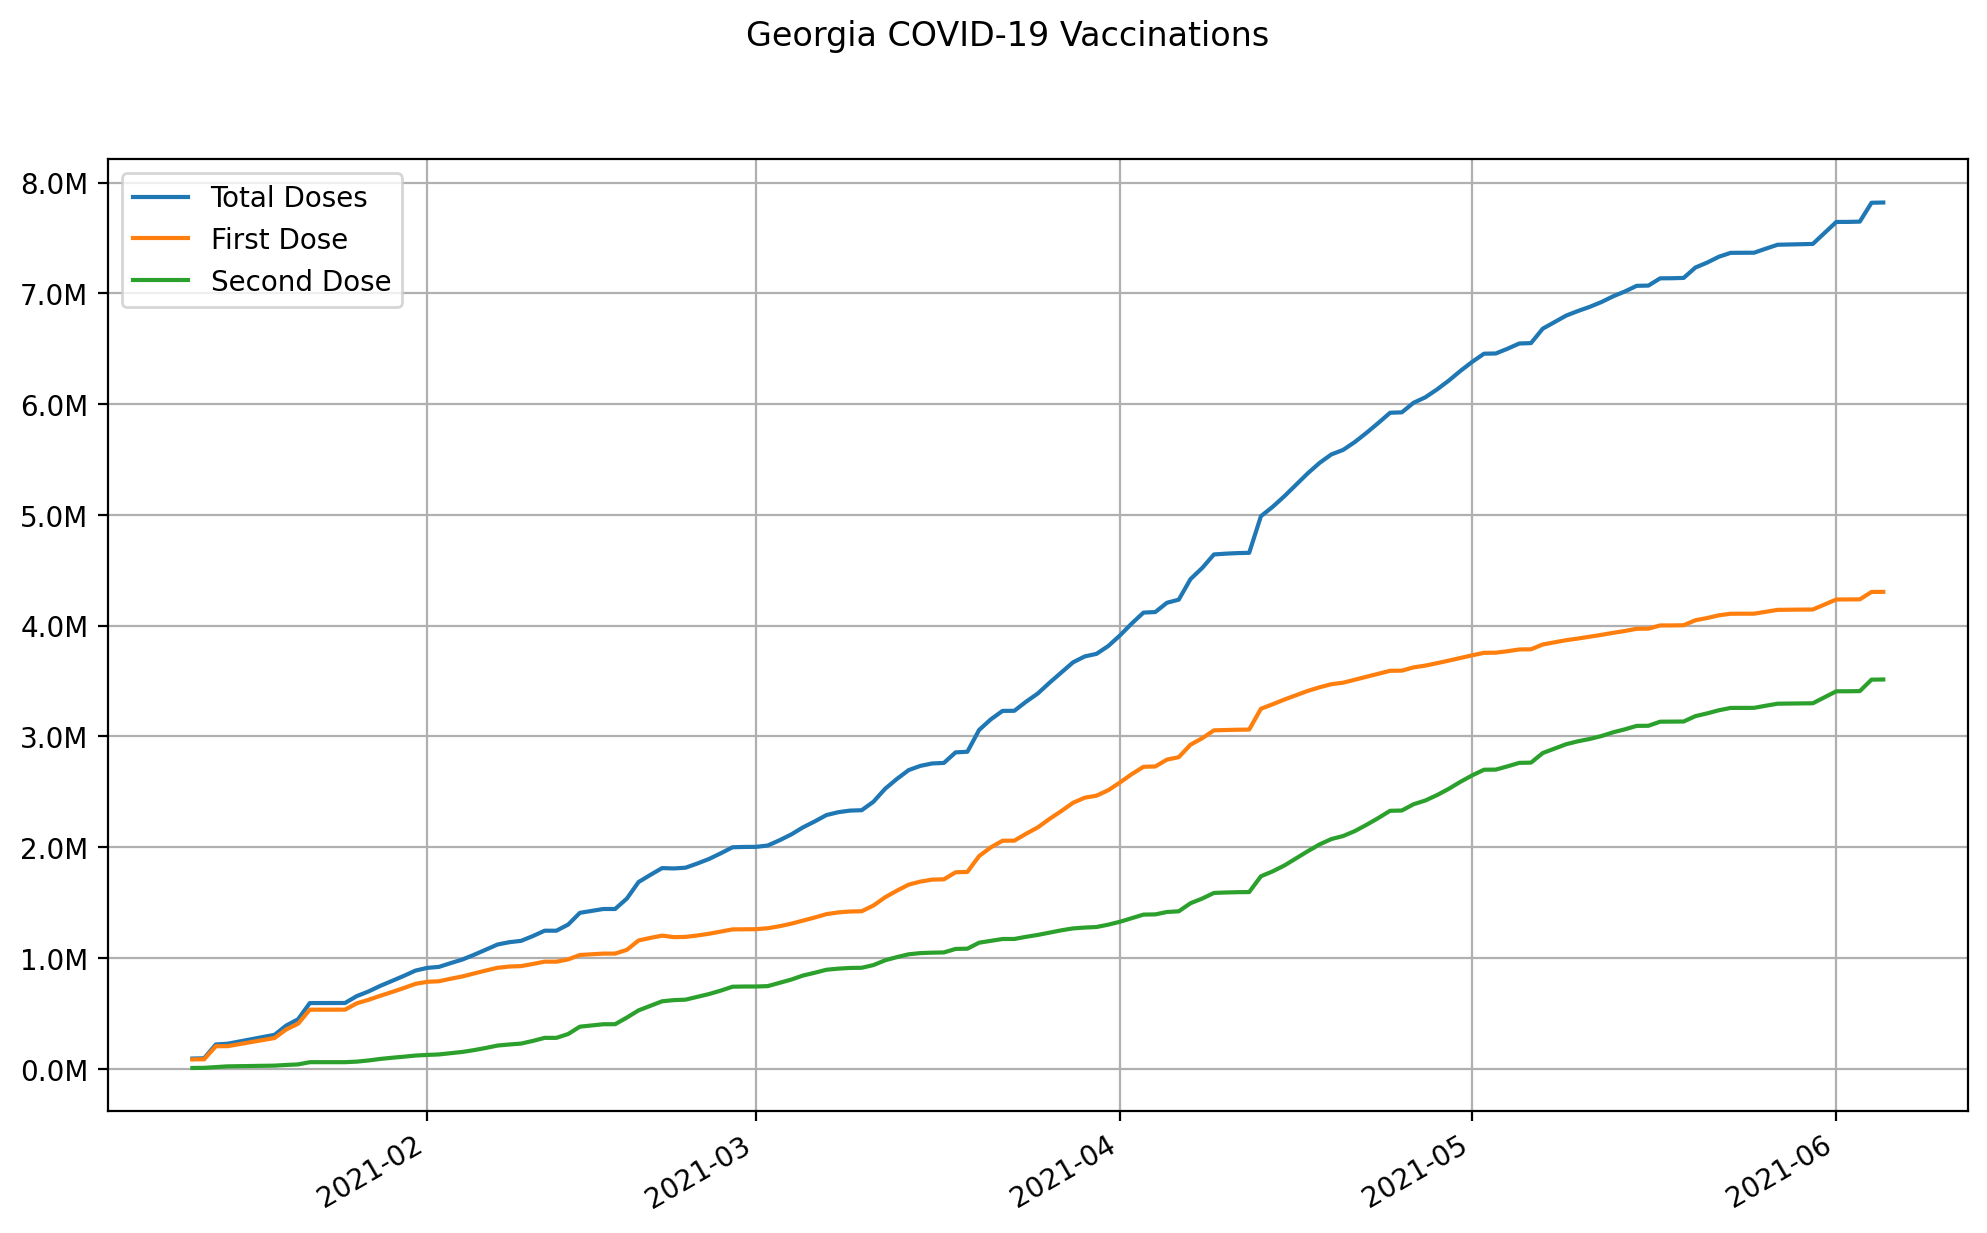 Georgia COVID-19 Vaccinations
8.0M
7.0M
6.0M
5.0M
4.0M
3.0M
2.0M
1.0M
0.0M
Total Doses
First Dose
Second Dose
2021-02
2021-03
2021-04
2021-05
2021-06